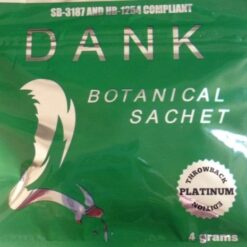 SB-3187 AND HB-1254 COMPLIANT
DANK
BOTANICAL
SACHET
THROWBACK
PLATINUM
EDITION
4 grams